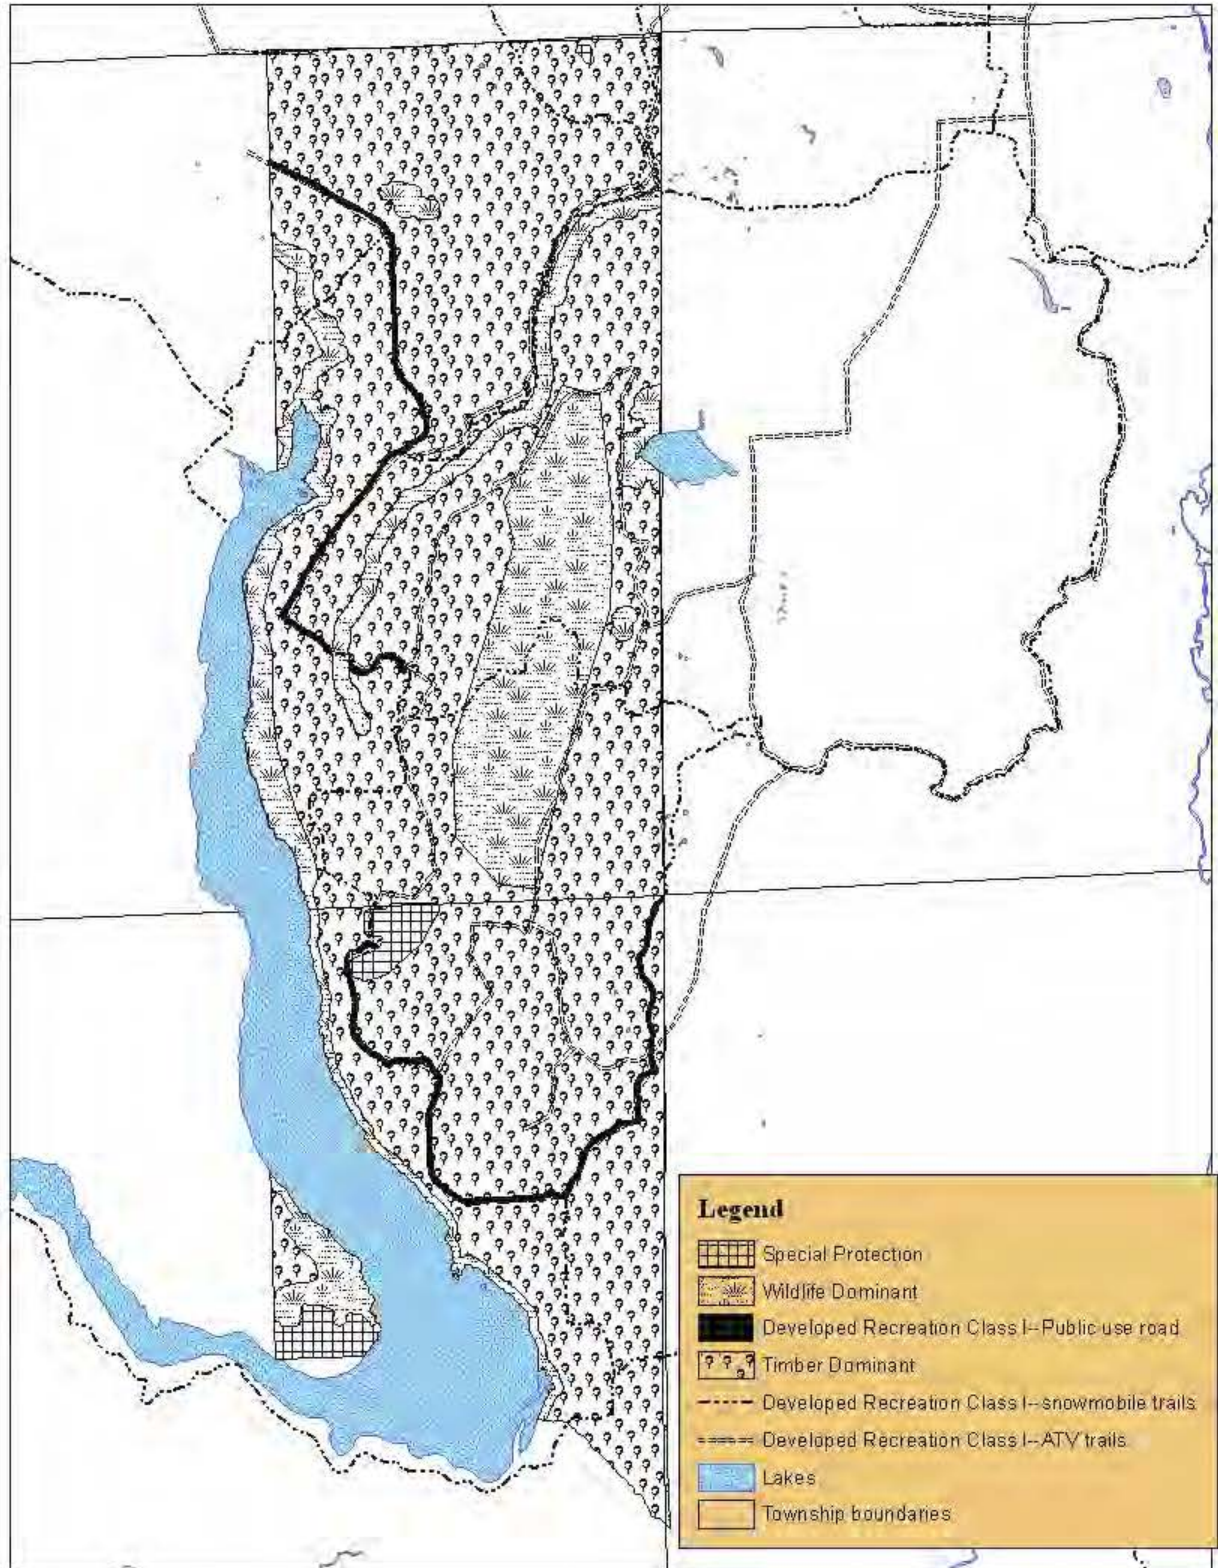 Legend
Special Protection
Wildlife Dominant
Developed Recreation Class I--Public use road
Timber Dominant
Developed Recreation Class I--snowmobile trails
Developed Recreation Class I--ATV trails
Lakes
Township boundaries